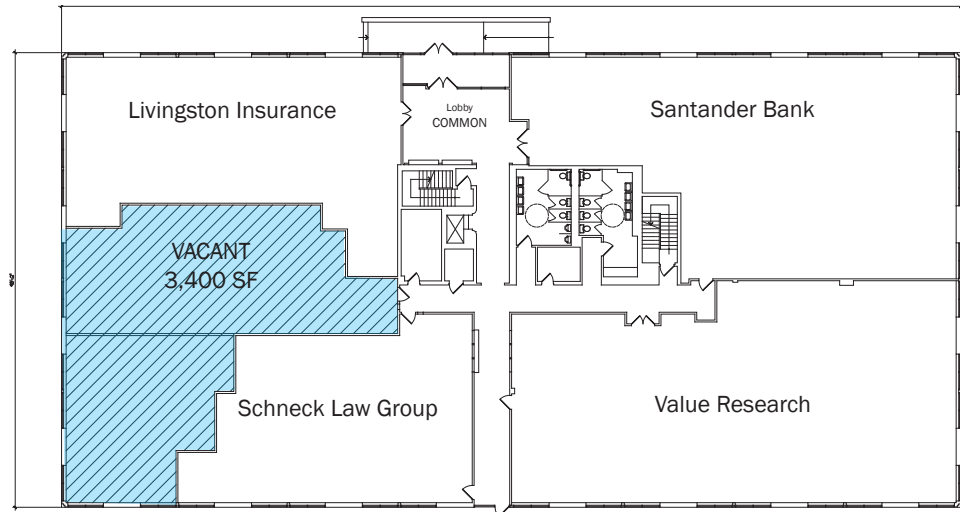 Livingston Insurance
Lobby
COMMON
Santander Bank
VACANT
3,400 SF
Schneck Law Group
Value Research